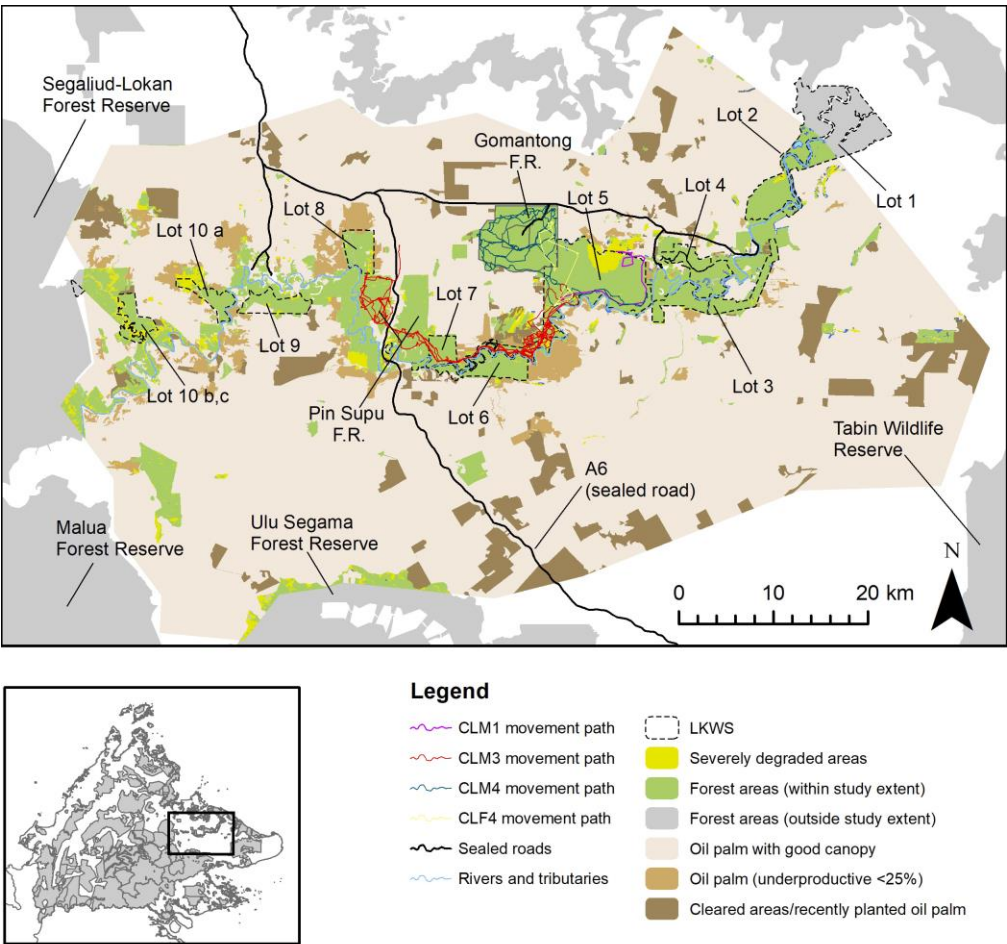 Segaliud-Lokan
Forest Reserve
Gomantong
F.R.
Lot 2
Lot 1
Lot 5
Lot 4
Lot 8
Lot 10 a
Lot 7
Lot 9
Lot 10 b,c
Pin Supu
F.R.
Lot 6
Lot 3
Tabin Wildlife
Reserve
A6
(sealed road)
Malua
Forest Reserve
Ulu Segama
Forest Reserve
N
0 10 20 km
Legend
CLM1 movement path
CLM3 movement path
CLM4 movement path
CLF4 movement path
Sealed roads
Rivers and tributaries
LKWS
Severely degraded areas
Forest areas (within study extent)
Forest areas (outside study extent)
Oil palm with good canopy
Oil palm (underproductive <25%)
Cleared areas/recently planted oil palm